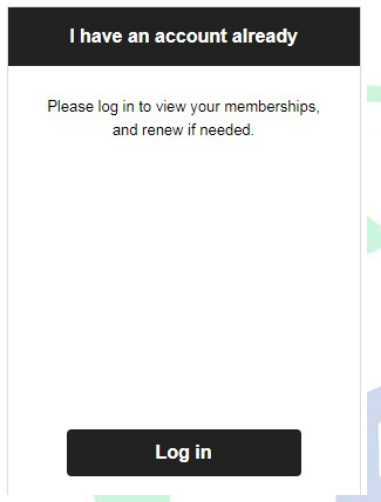 I have an account already
Please log in to view your memberships,
and renew if needed.
Log in